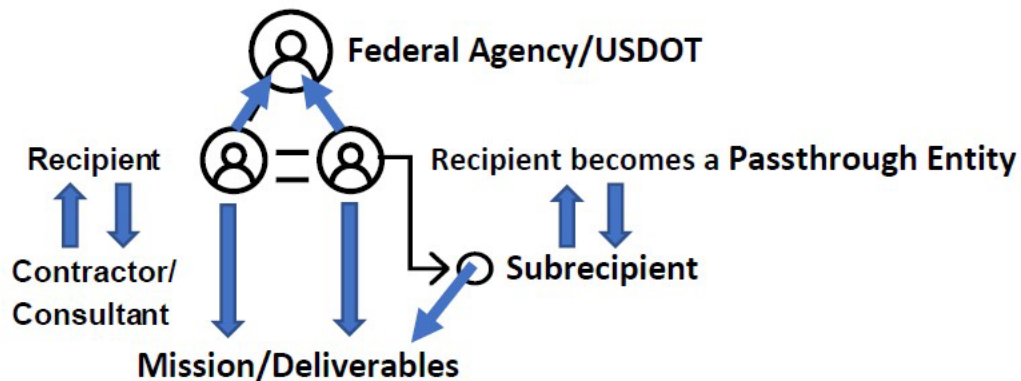 Federal Agency/USDOT
Recipient
Recipient becomes a Passthrough Entity
Contractor/
Consultant
Subrecipient
Mission/Deliverables